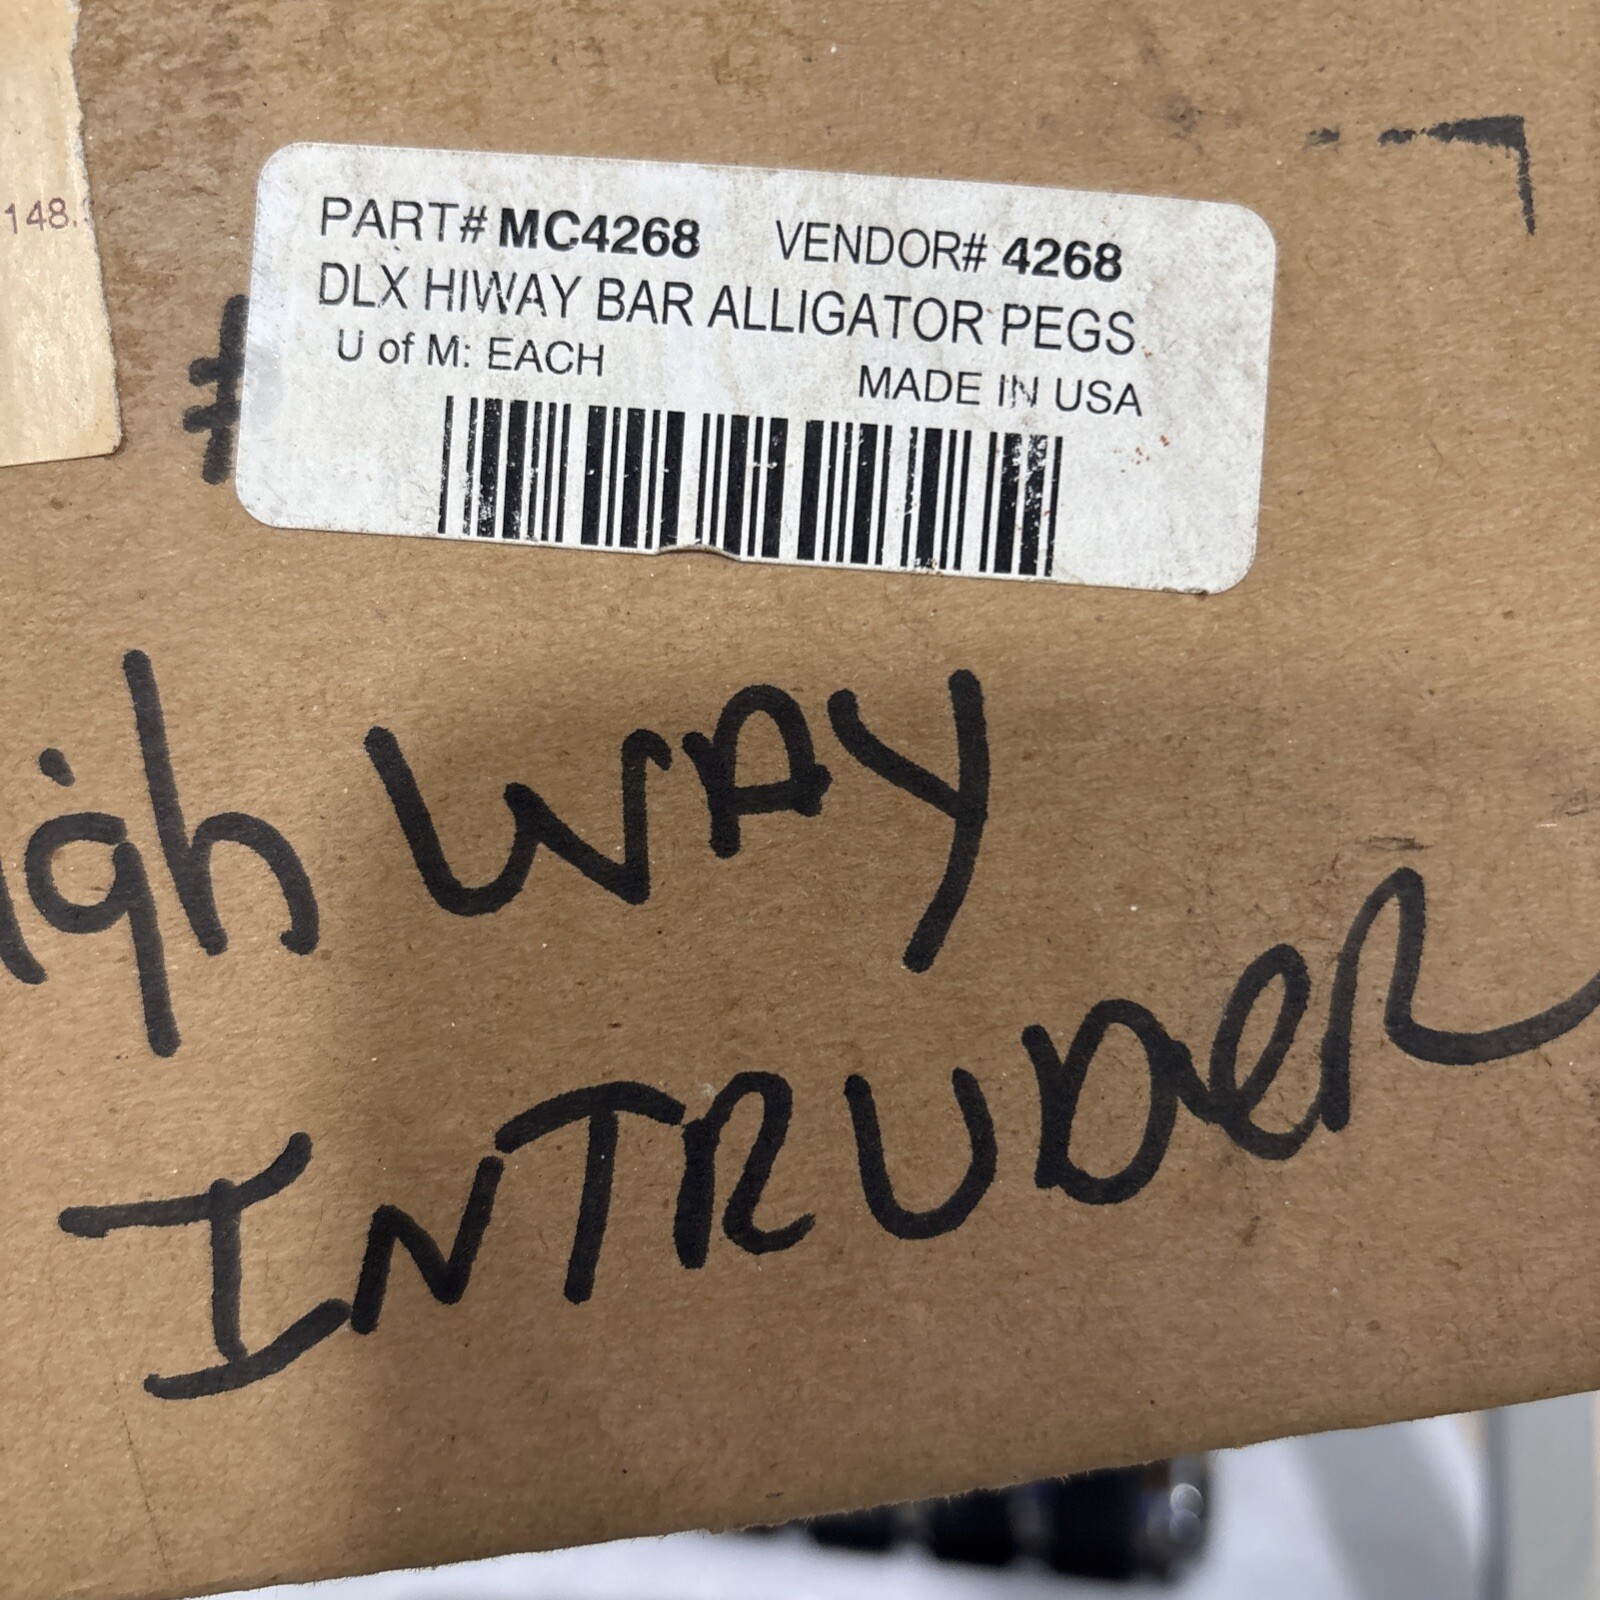 148.
PART# MC4268 VENDOR# 4268
DLX HIWAY BAR ALLIGATOR PEGS
U of M: EACH
MADE IN USA
#
igh WAY
INTRUDER